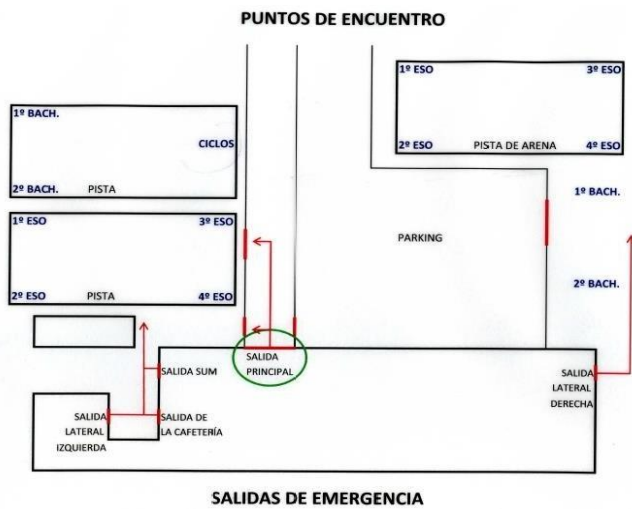 PUNTOS DE ENCUENTRO
1º ESO 3º ESO
2º ESO PISTA DE ARENA 4º ESO
1º BACH.
CICLOS
2º BACH. PISTA
1º ESO 3º ESO
2º ESO PISTA 4º ESO
PARKING
1º BACH.
2º BACH.
SALIDA
PRINCIPAL
SALIDA SUM
SALIDA
LATERAL
DERECHA
SALIDA
LATERAL
IZQUIERDA
SALIDA DE
LA CAFETERÍA
SALIDAS DE EMERGENCIA